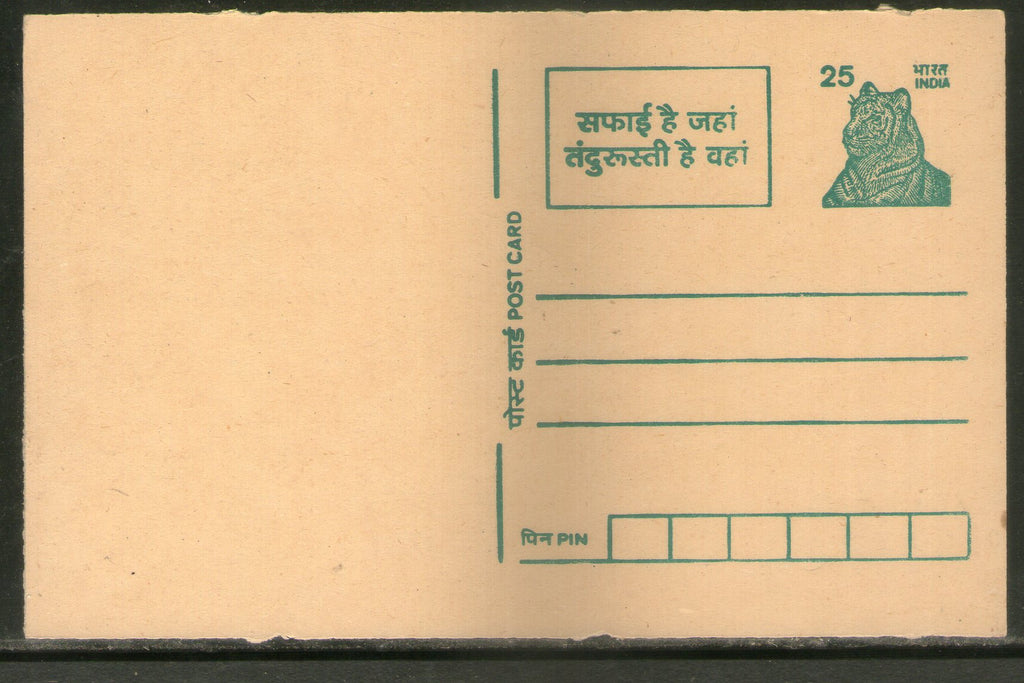 सफाई है जहां
तंदुरूस्ती है वहां
25
भारत
INDIA
पोस्ट कार्ड POST CARD
पिन PIN